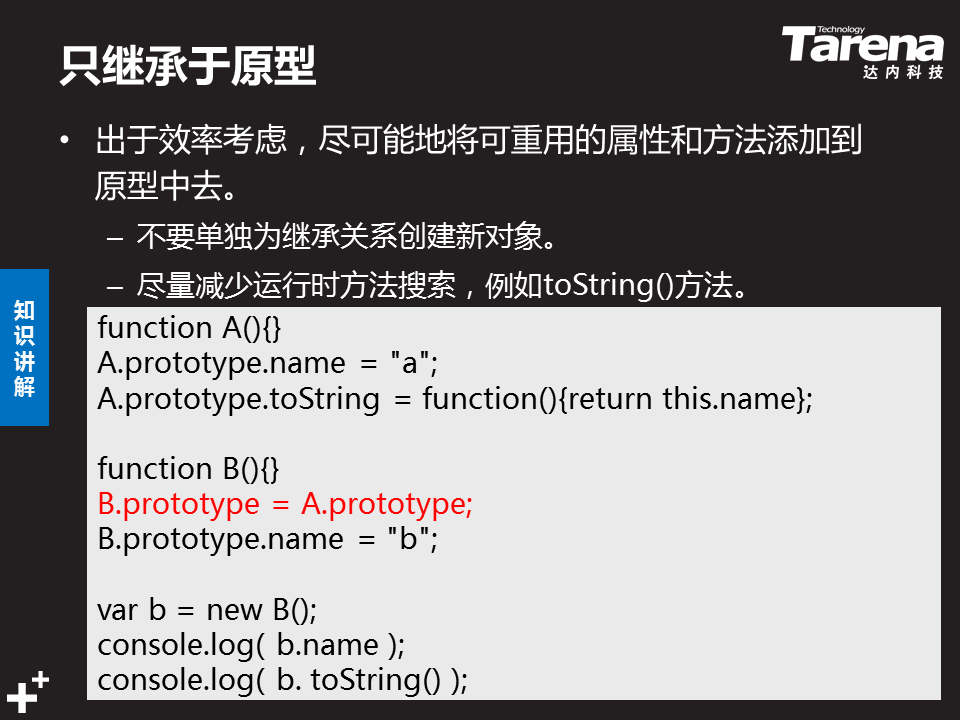 只继承于原型
Technology
Tarena
达内科技
• 出于效率考虑，尽可能地将可重用的属性和方法添加到
原型中去。
– 不要单独为继承关系创建新对象。
– 尽量减少运行时方法搜索，例如toString()方法。
知
识
讲
解
function A(){}
A.prototype.name = "a";
A.prototype.toString = function(){return this.name};
function B(){}
B.prototype = A.prototype;
B.prototype.name = "b";
var b = new B();
console.log( b.name );
console.log( b. toString() );